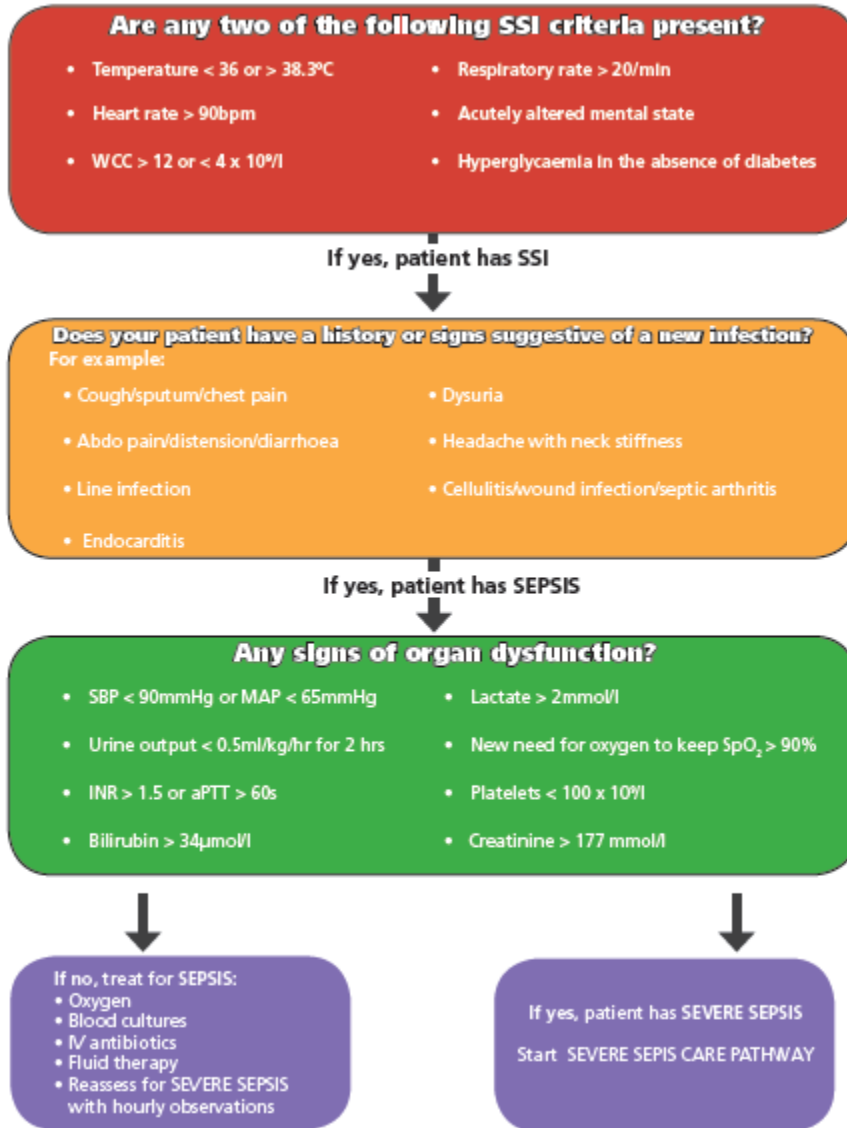 Are any two of the following SSI criteria present?
• Temperature < 36 or > 38.3ºC
• Respiratory rate > 20/min
• Heart rate > 90bpm
• Acutely altered mental state
• WCC > 12 or < 4 x 10⁹/l
• Hyperglycaemia in the absence of diabetes
If yes, patient has SSI
Does your patient have a history or signs suggestive of a new infection?
For example:
• Cough/sputum/chest pain
• Dysuria
• Abdo pain/distension/diarrhoea
• Headache with neck stiffness
• Line infection
• Cellulitis/wound infection/septic arthritis
• Endocarditis
If yes, patient has SEPSIS
Any signs of organ dysfunction?
• SBP < 90mmHg or MAP < 65mmHg
• Lactate > 2mmol/l
• Urine output < 0.5ml/kg/hr for 2 hrs
• New need for oxygen to keep SpO₂ > 90%
• INR > 1.5 or aPTT > 60s
• Platelets < 100 x 10⁹/l
• Bilirubin > 34µmol/l
• Creatinine > 177 mmol/l
If no, treat for SEPSIS:
• Oxygen
• Blood cultures
• IV antibiotics
• Fluid therapy
• Reassess for SEVERE SEPSIS
with hourly observations
If yes, patient has SEVERE SEPSIS
Start SEVERE SEPIS CARE PATHWAY